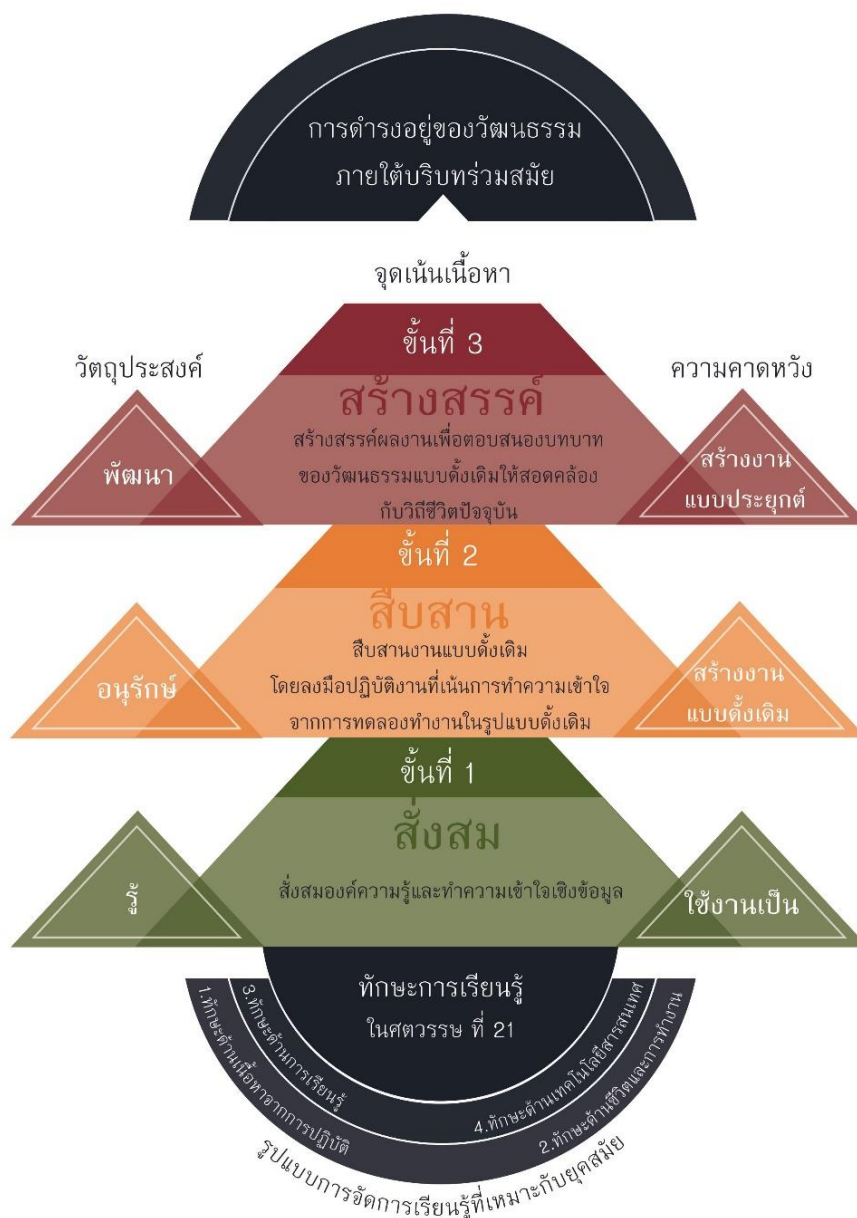 การดำรงอยู่ของวัฒนธรรม
ภายใต้บริบทร่วมสมัย
จุดเน้นเนื้อหา
วัตถุประสงค์
ความคาดหวัง
ขั้นที่ 3
สร้างสรรค์
สร้างสรรค์ผลงานเพื่อตอบสนองบทบาท
ของวัฒนธรรมแบบดั้งเดิมให้สอดคล้อง
กับวิถีชีวิตปัจจุบัน
พัฒนา
สร้างงาน
แบบประยุกต์
ขั้นที่ 2
สืบสาน
สืบสานงานแบบดั้งเดิม
โดยลงมือปฏิบัติงานที่เน้นการทำความเข้าใจ
จากการทดลองทำงานในรูปแบบดั้งเดิม
อนุรักษ์
สร้างงาน
แบบดั้งเดิม
ขั้นที่ 1
สั่งสม
สั่งสมองค์ความรู้และทำความเข้าใจเชิงข้อมูล
รู้
ใช้งานเป็น
ทักษะการเรียนรู้
ในศตวรรษ ที่ 21
1.ทักษะด้านเนื้อหาจากการปฏิบัติ
3.ทักษะด้านการเรียนรู้
4.ทักษะด้านเทคโนโลยีสารสนเทศ
2.ทักษะด้านชีวิตและการทำงาน
รูปแบบการจัดการเรียนรู้ที่เหมาะกับยุคสมัย